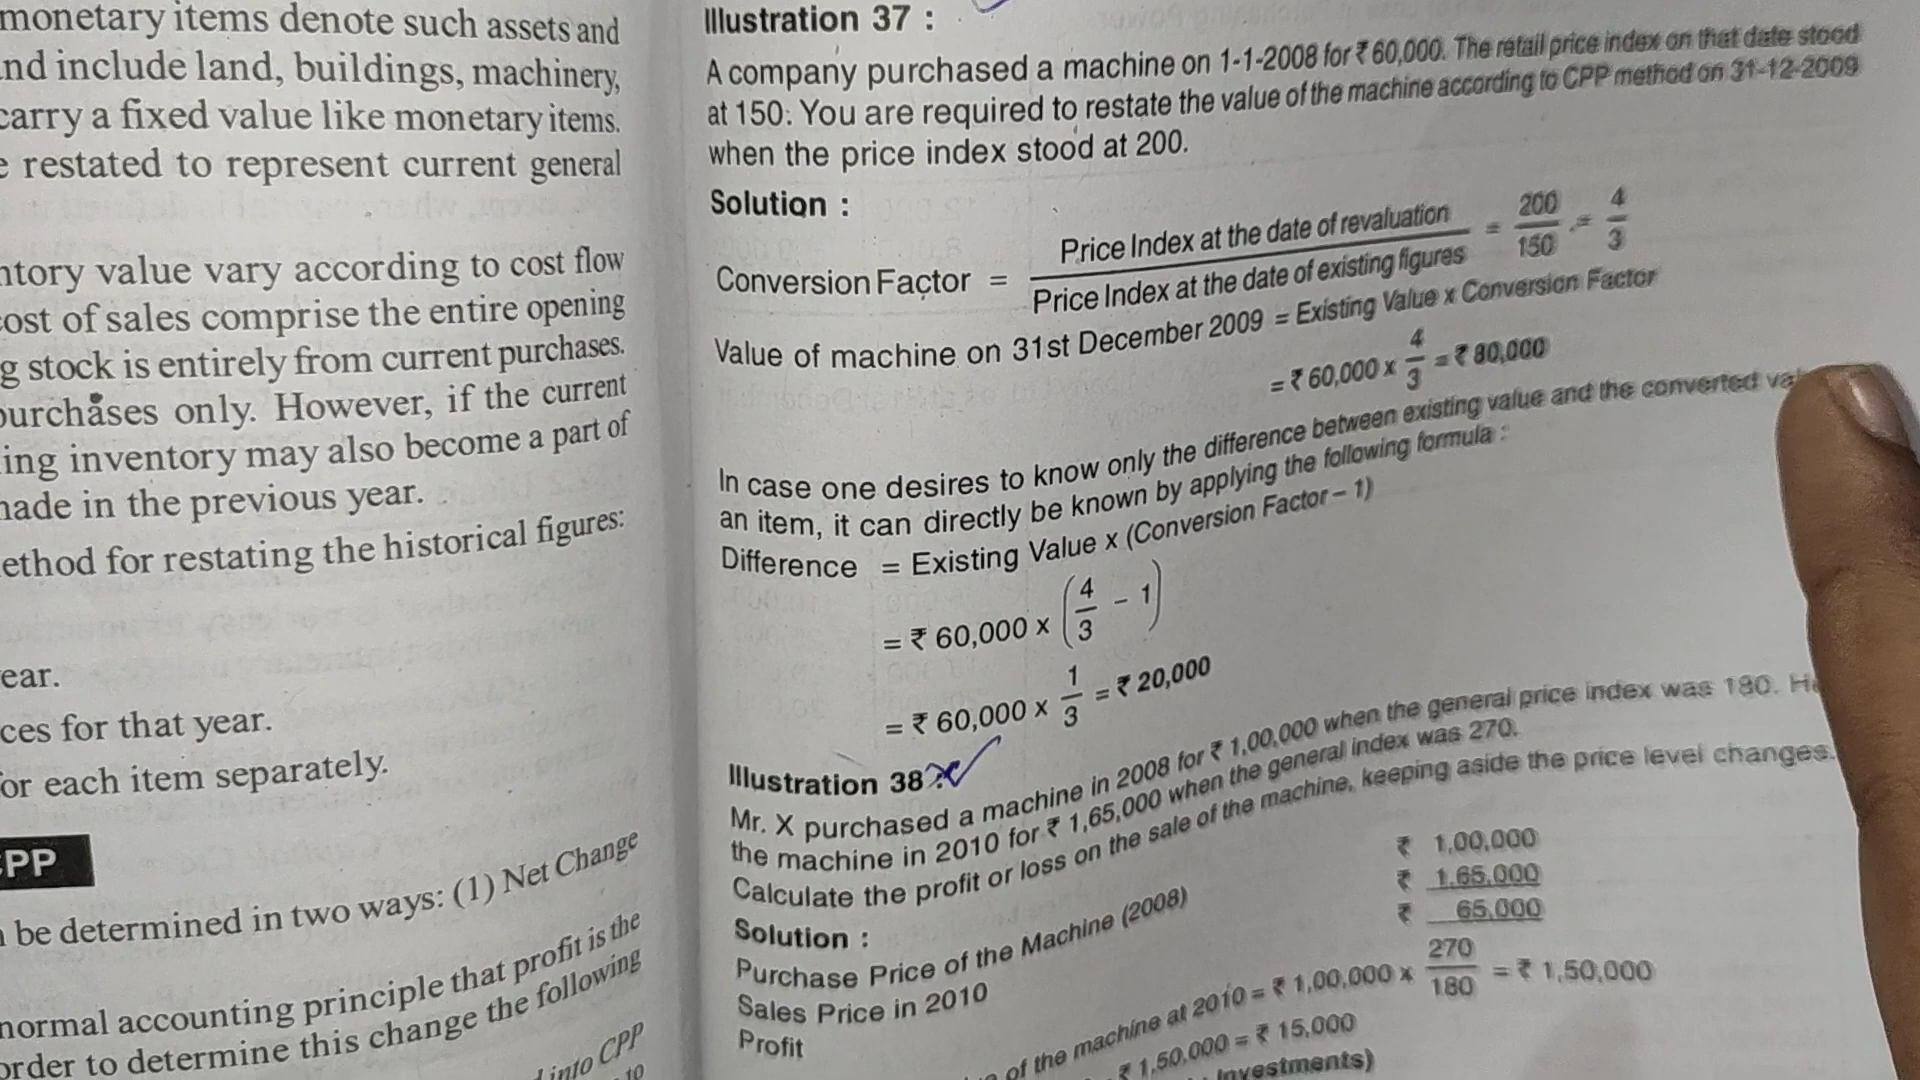 monetary items denote such assets and
and include land, buildings, machinery,
carry a fixed value like monetary items.
restated to represent current general
value vary according to cost flow
cost of sales comprise the entire opening
stock is entirely from current purchases.
purchases only. However, if the current
ing inventory may also become a part of
made in the previous year.
ethod for restating the historical figures:
ear.
ces for that year.
for each item separately.
CPP
be determined in two ways: (1) Net Change
normal accounting principle that profit is the
order to determine this change the following
into CPP
to
Illustration 37 :
A company purchased a machine on 1-1-2008 for ₹ 60,000. The retail price index on that date stood
at 150. You are required to restate the value of the machine according to CPP method on 31-12-2009
when the price index stood at 200.
Solution :
Conversion Factor = Price Index at the date of revaluation / Price Index at the date of existing figures = 200/150 = 4/3
Value of machine on 31st December 2009 = Existing Value x Conversion Factor
= ₹ 60,000 x 4/3 = ₹ 80,000
In case one desires to know only the difference between existing value and the converted
an item, it can directly be known by applying the following formula :
Difference = Existing Value x (Conversion Factor – 1)
= ₹ 60,000 x (4/3 – 1)
= ₹ 60,000 x 1/3 = ₹ 20,000
Illustration 38 :
Mr. X purchased a machine in 2008 for ₹ 1,00,000 when the general price index was 180.
the machine in 2010 for ₹ 1,65,000 when the general index was 270.
Calculate the profit or loss on the sale of the machine, keeping aside the price level changes.
Solution :
Purchase Price of the Machine (2008) ₹ 1,00,000
Sales Price in 2010 ₹ 1,65,000
Profit ₹ 65,000
of the machine at 2010 = ₹ 1,00,000 x 270/180 = ₹ 1,50,000
₹ 1,50,000 = ₹ 15,000
Investments)